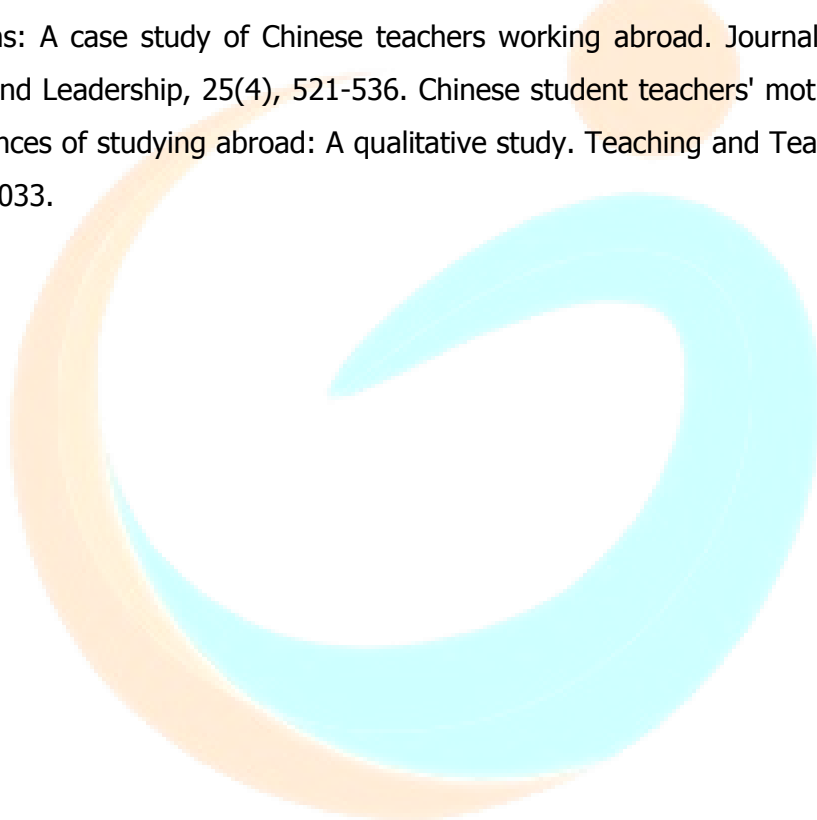 ns: A case study of Chinese teachers working abroad. Journal
nd Leadership, 25(4), 521-536. Chinese student teachers' mot
nces of studying abroad: A qualitative study. Teaching and Tea
033.